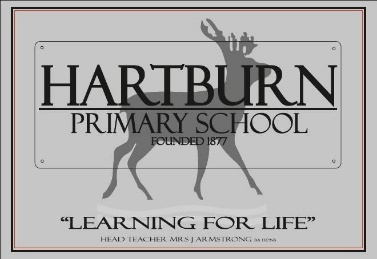 HARTBURN
PRIMARY SCHOOL
FOUNDED 1877
"LEARNING FOR LIFE"
HEAD TEACHER MRS J ARMSTRONG